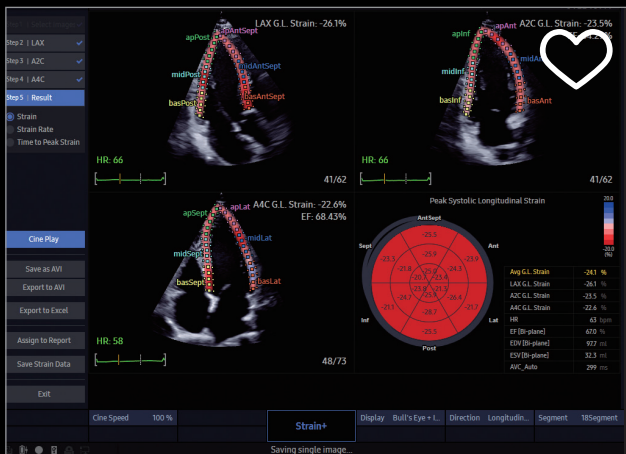 Step 2 | LAX
Step 3 | A2C
Step 4 | A4C
Step 5 | Result
Strain
Strain Rate
Time to Peak Strain
Cine Play
Save as AVI
Export to AVI
Export to Excel
Assign to Report
Save Strain Data
Exit
LAX G.L. Strain: -26.1%
apPost
apAntSept
midPost
midAntSept
basPost
basAntSept
HR: 66
41/62
A2C G.L. Strain: -23.5%
apInf
apAnt
midInf
basInf
basAnt
HR: 66
41/62
A4C G.L. Strain: -22.6%
EF: 68.43%
apSept
apLat
midSept
midLat
basSept
basLat
HR: 58
48/73
Peak Systolic Longitudinal Strain
AntSept
Sept
Ant
Inf
Lat
Post
20.0
-20.0
(%)
Avg G.L. Strain -24.1 %
LAX G.L. Strain -26.1 %
A2C G.L. Strain -23.5 %
A4C G.L. Strain -22.6 %
HR 63 bpm
EF [Bi-plane] 67.0 %
EDV [Bi-plane] 97.7 ml
ESV [Bi-plane] 32.3 ml
AVC_Auto 299 ms
Cine Speed 100 %
Strain+
Display Bull's Eye + I...
Direction Longitudin...
Segment 18Segment
Saving single image...